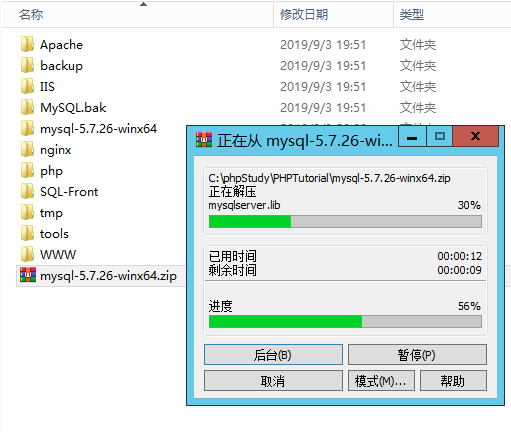 名称 修改日期 类型
Apache 2019/9/3 19:51 文件夹
backup 2019/9/3 19:51 文件夹
IIS 2019/9/3 19:51 文件夹
MySQL.bak 2019/9/3 19:51 文件夹
mysql-5.7.26-winx64
nginx
php
SQL-Front
tmp
tools
WWW
mysql-5.7.26-winx64.zip
正在从 mysql-5.7.26-wi...
C:\phpStudy\PHPTutorial\mysql-5.7.26-winx64.zip
正在解压
mysqlserver.lib 30%
已用时间 00:00:12
剩余时间 00:00:09
进度 56%
后台(B) 暂停(P)
取消 模式(M)... 帮助